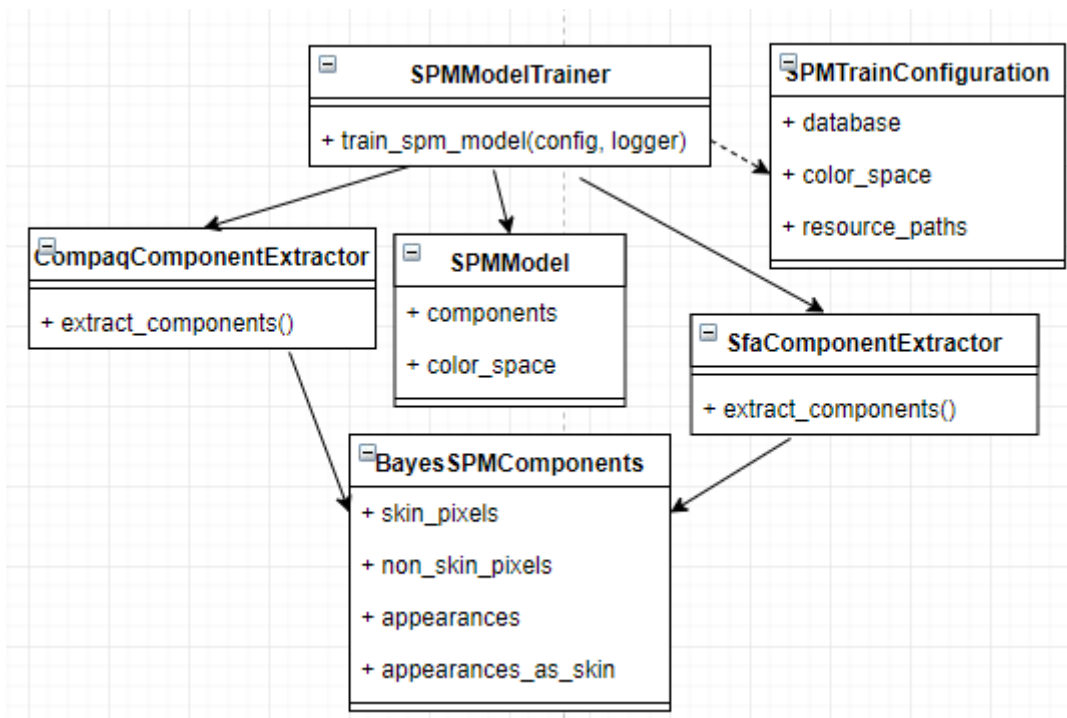 SPMModelTrainer
+ train_spm_model(config, logger)
SPMTrainConfiguration
+ database
+ color_space
+ resource_paths
CompaqComponentExtractor
+ extract_components()
SPMModel
+ components
+ color_space
SfaComponentExtractor
+ extract_components()
BayesSPMComponents
+ skin_pixels
+ non_skin_pixels
+ appearances
+ appearances_as_skin